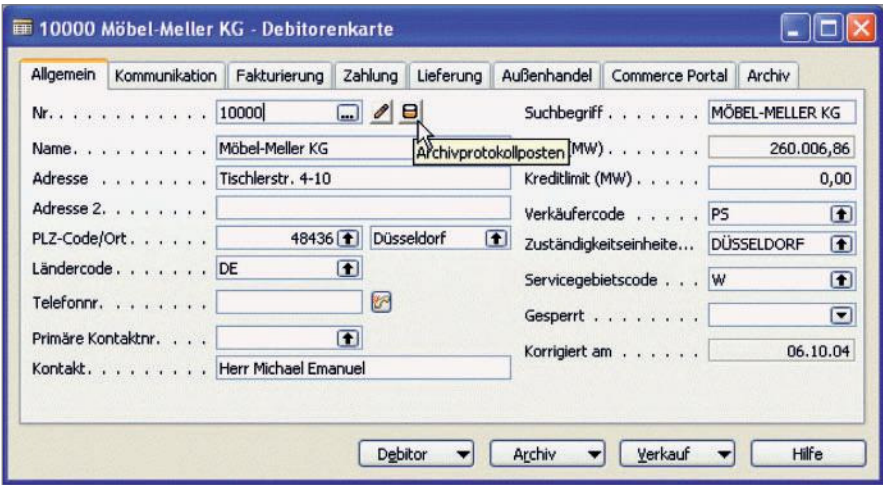 10000 Möbel-Meller KG - Debitorenkarte
Allgemein Kommunikation Fakturierung Zahlung Lieferung Außenhandel Commerce Portal Archiv
Nr. . . . . . . . . . . . . 10000 ... Suchbegriff . . . . . . . MÖBEL-MELLER KG
Archivprotokollposten
Name. . . . . . . . . . . Möbel-Meller KG (MW) . . . . . . . 260.006,86
Adresse . . . . . . . . . Tischlerstr. 4-10 Kreditlimit (MW) . . . . . 0,00
Adresse 2. . . . . . . . .
Verkäufercode . . . . . PS
PLZ-Code/Ort. . . . . . . 48436 Düsseldorf Zuständigkeitseinheite... DÜSSELDORF
Ländercode . . . . . . . . DE Servicegebietscode . . . W
Telefonnr. . . . . . . . . Gesperrt . . . . . . . .
Primäre Kontaktnr. . . . Korrigiert am . . . . . . 06.10.04
Kontakt. . . . . . . . . . Herr Michael Emanuel
Debitor Archiv Verkauf Hilfe